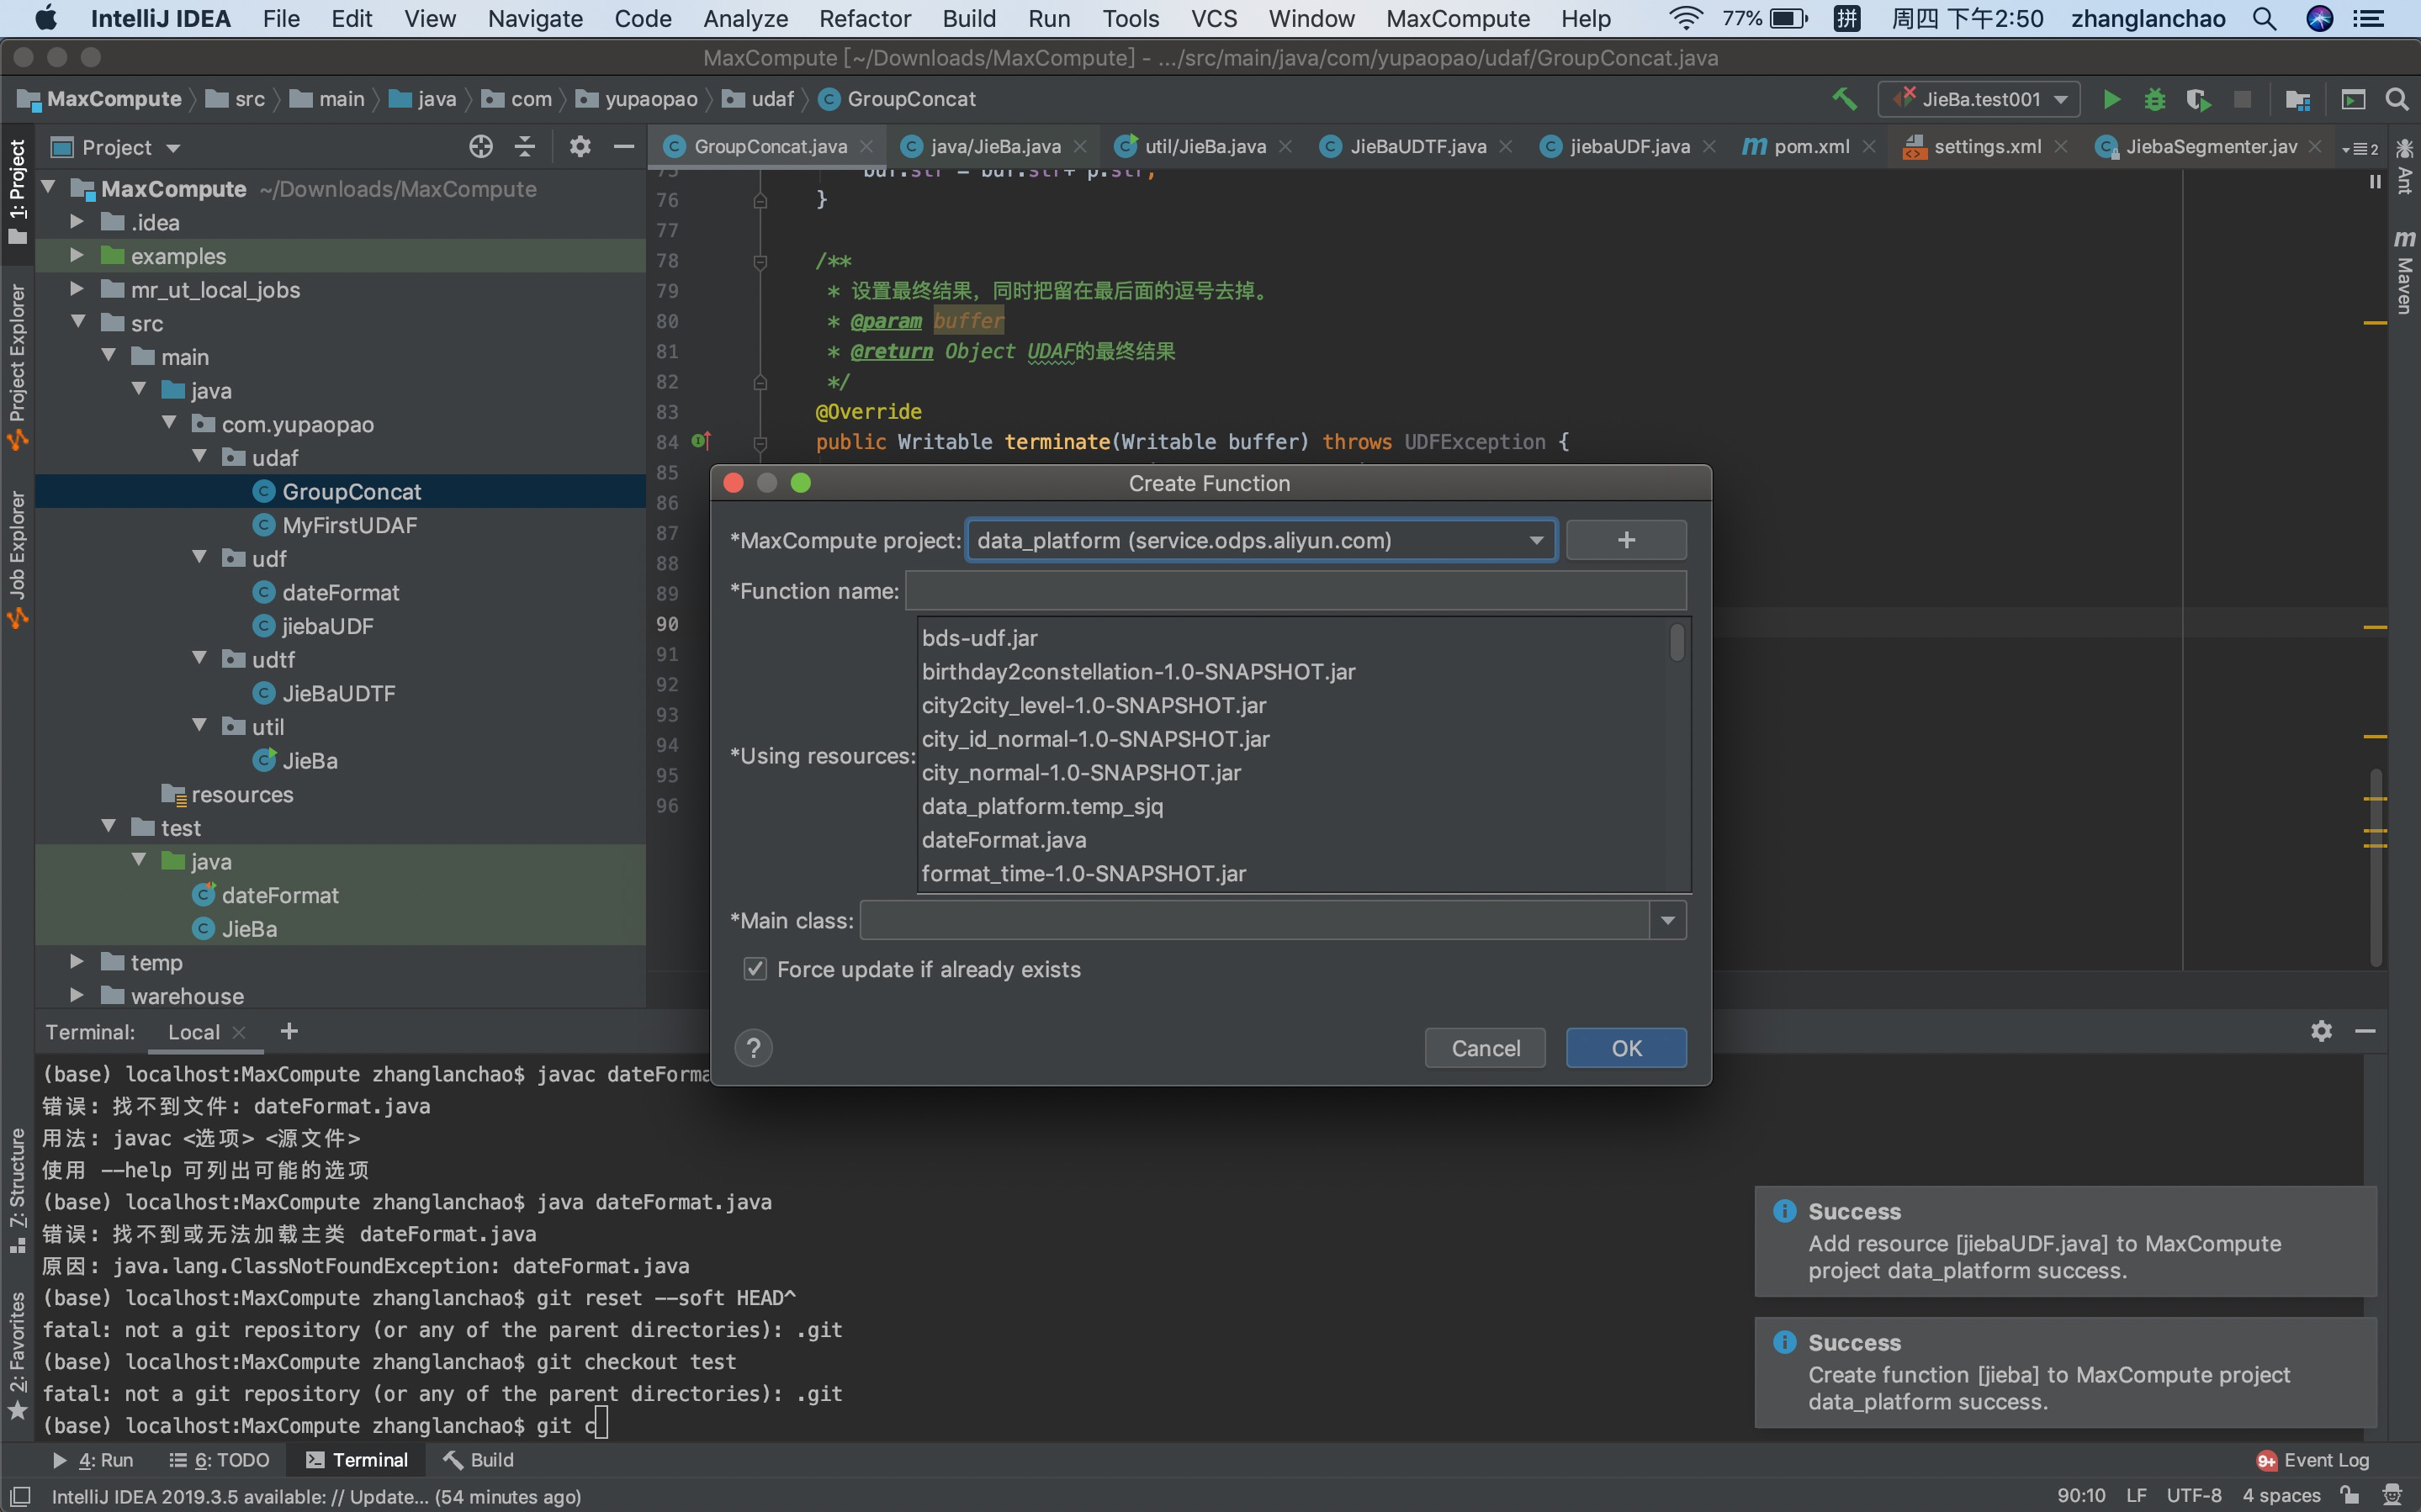 IntelliJ IDEA File Edit View Navigate Code Analyze Refactor Build Run Tools VCS Window MaxCompute Help 77% 拼 周四 下午2:50 zhanglanchao
MaxCompute [~/Downloads/MaxCompute] - .../src/main/java/com/yupaopao/udaf/GroupConcat.java
MaxCompute src main java com yupaopao udaf GroupConcat JieBa.test001
Project
GroupConcat.java java/JieBa.java util/JieBa.java JieBaUDTF.java jiebaUDF.java pom.xml settings.xml JiebaSegmenter.jav 2
1: Project
Project Explorer
Job Explorer
7: Structure
2: Favorites
Ant
Maven
MaxCompute ~/Downloads/MaxCompute
.idea
examples
mr_ut_local_jobs
src
main
java
com.yupaopao
udaf
GroupConcat
MyFirstUDAF
udf
dateFormat
jiebaUDF
udtf
JieBaUDTF
util
JieBa
resources
test
java
dateFormat
JieBa
temp
warehouse
75 buf.str = buf.str+ p.str;
76 }
77
78 /**
79 * 设置最终结果，同时把留在最后面的逗号去掉。
80 * @param buffer
81 * @return Object UDAF的最终结果
82 */
83 @Override
84 public Writable terminate(Writable buffer) throws UDFException {
85
86
87
88
89
90
91
92
93
94
95
96
Create Function
*MaxCompute project: data_platform (service.odps.aliyun.com) +
*Function name:
*Using resources:
bds-udf.jar
birthday2constellation-1.0-SNAPSHOT.jar
city2city_level-1.0-SNAPSHOT.jar
city_id_normal-1.0-SNAPSHOT.jar
city_normal-1.0-SNAPSHOT.jar
data_platform.temp_sjq
dateFormat.java
format_time-1.0-SNAPSHOT.jar
*Main class:
Force update if already exists
? Cancel OK
Terminal: Local +
(base) localhost:MaxCompute zhanglanchao$ javac dateForma
错误: 找不到文件: dateFormat.java
用法: javac <选项> <源文件>
使用 --help 可列出可能的选项
(base) localhost:MaxCompute zhanglanchao$ java dateFormat.java
错误: 找不到或无法加载主类 dateFormat.java
原因: java.lang.ClassNotFoundException: dateFormat.java
(base) localhost:MaxCompute zhanglanchao$ git reset --soft HEAD^
fatal: not a git repository (or any of the parent directories): .git
(base) localhost:MaxCompute zhanglanchao$ git checkout test
fatal: not a git repository (or any of the parent directories): .git
(base) localhost:MaxCompute zhanglanchao$ git c
Success
Add resource [jiebaUDF.java] to MaxCompute
project data_platform success.
Success
Create function [jieba] to MaxCompute project
data_platform success.
4: Run 6: TODO Terminal Build 9+ Event Log
IntelliJ IDEA 2019.3.5 available: // Update... (54 minutes ago) 90:10 LF UTF-8 4 spaces